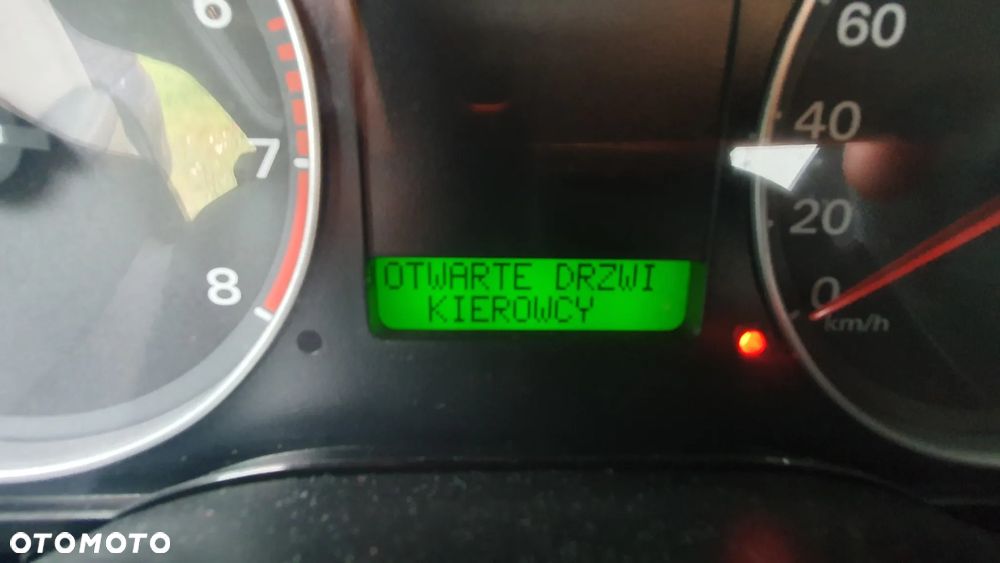 6
7
8
OTWARTE DRZWI
KIEROWCY
60
40
20
0
km/h
OTOMOTO